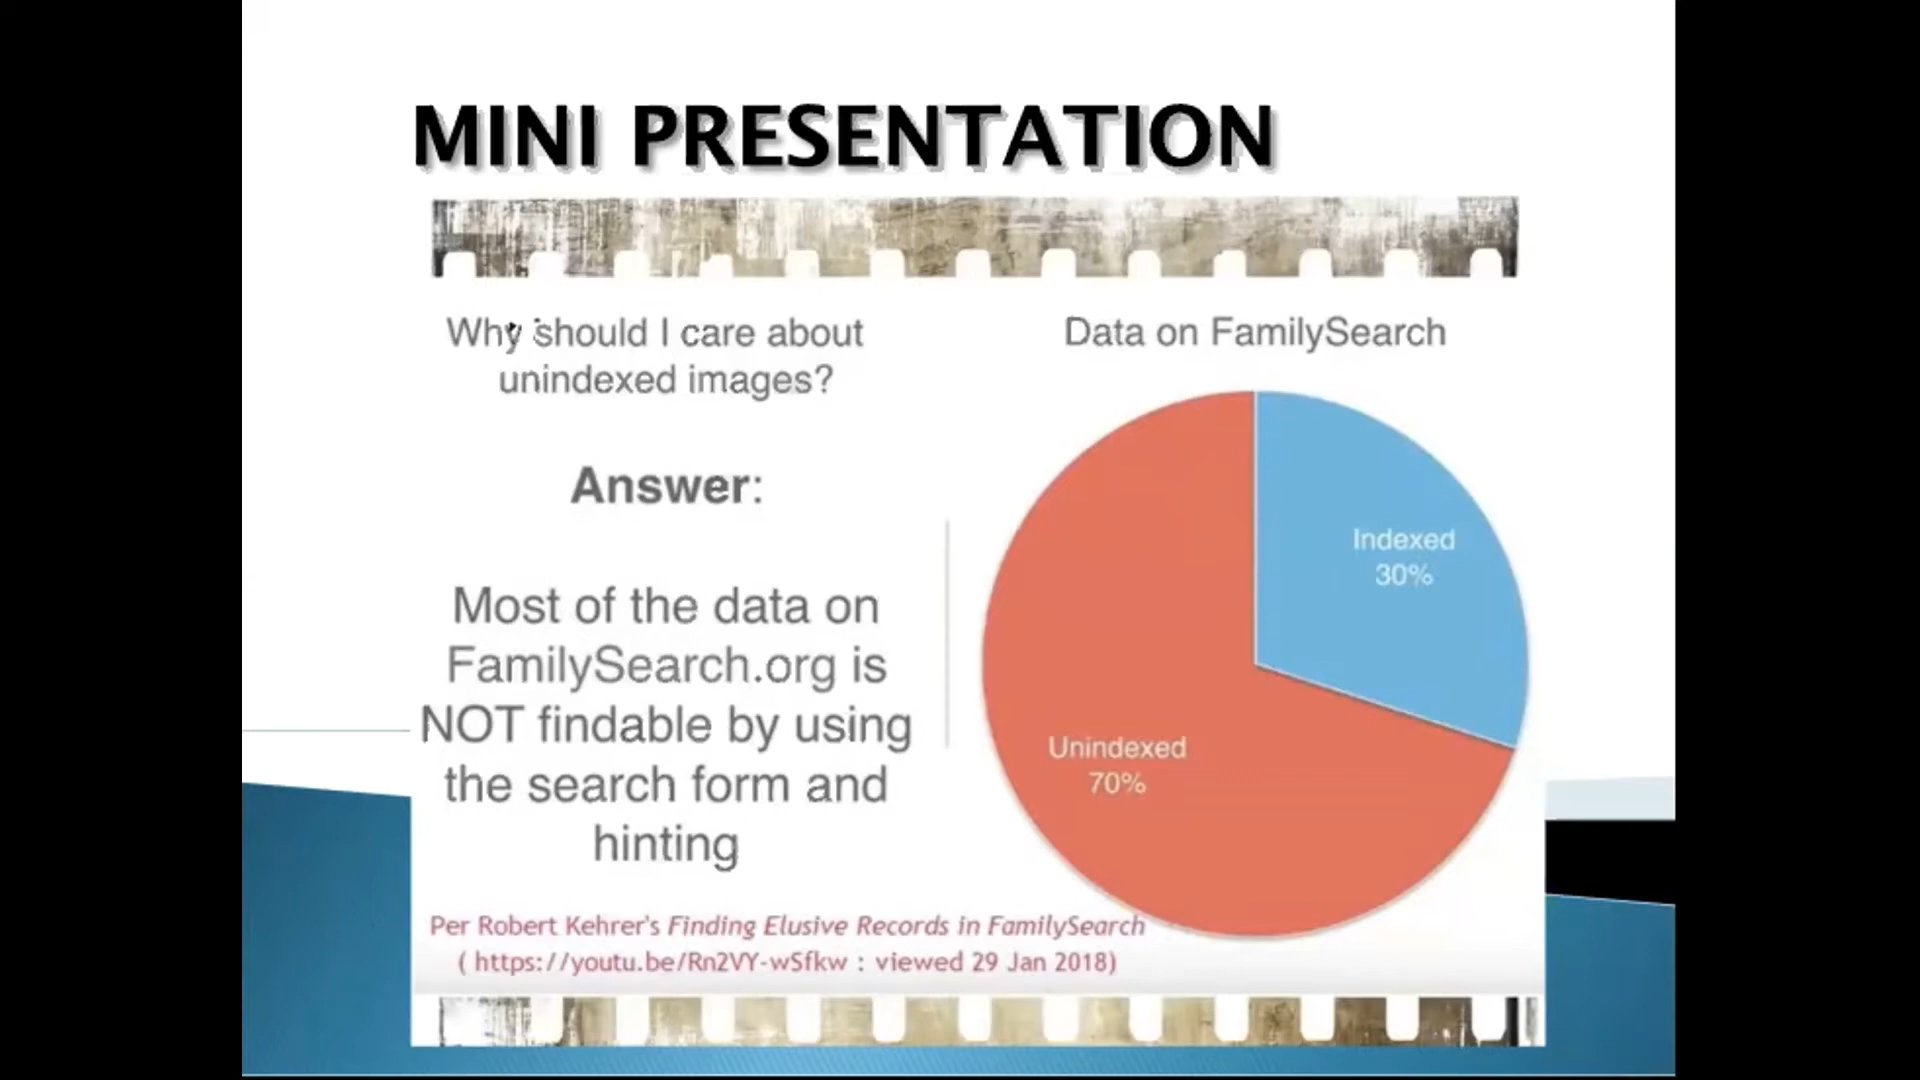 MINI PRESENTATION
Why should I care about
unindexed images?
Answer:
Most of the data on
FamilySearch.org is
NOT findable by using
the search form and
hinting
Data on FamilySearch
Indexed
30%
Unindexed
70%
Per Robert Kehrer's Finding Elusive Records in FamilySearch
( https://youtu.be/Rn2VY-wSfkw : viewed 29 Jan 2018)